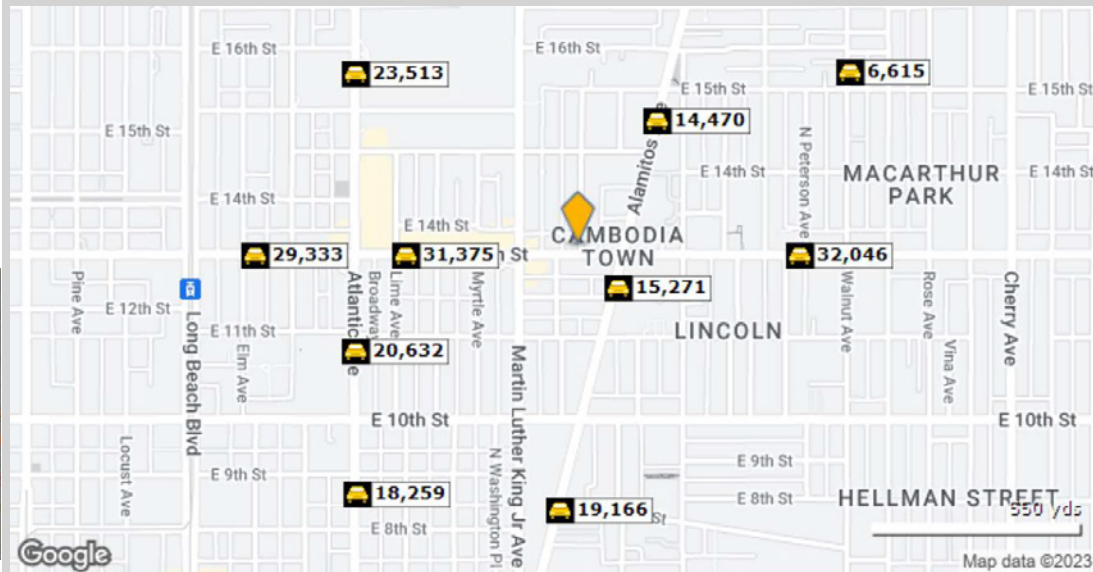 E 16th St
E 16th St
23,513
6,615
E 15th St
E 15th St
14,470
E 15th St
Alamitos
N Peterson Ave
E 14th St
E 14th St
MACARTHUR
PARK
E 14th St
E 14th St
CAMBODIA
TOWN
29,333
31,375
St
32,046
15,271
Pine Ave
E 12th St
Long Beach Blvd
Atlantic
Broadway
Lime Ave
Myrtle Ave
E 11th St
Elm Ave
LINCOLN
Walnut Ave
Rose Ave
Vina Ave
Cherry Ave
20,632
Martin Luther King Jr Ave
E 10th St
E 10th St
Locust Ave
E 9th St
N Washington Pl
E 9th St
18,259
E 8th St
19,166
St
E 8th St
HELLMAN STREET
550 yds
Google
Map data ©2023